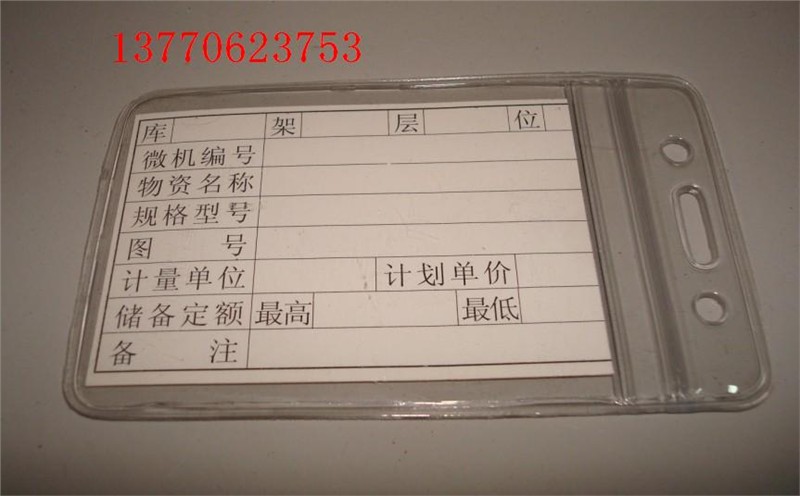 13770623753
库 架 层 位
微机编号
物资名称
规格型号
图 号
计量单位 计划单价
储备定额 最高 最低
备 注